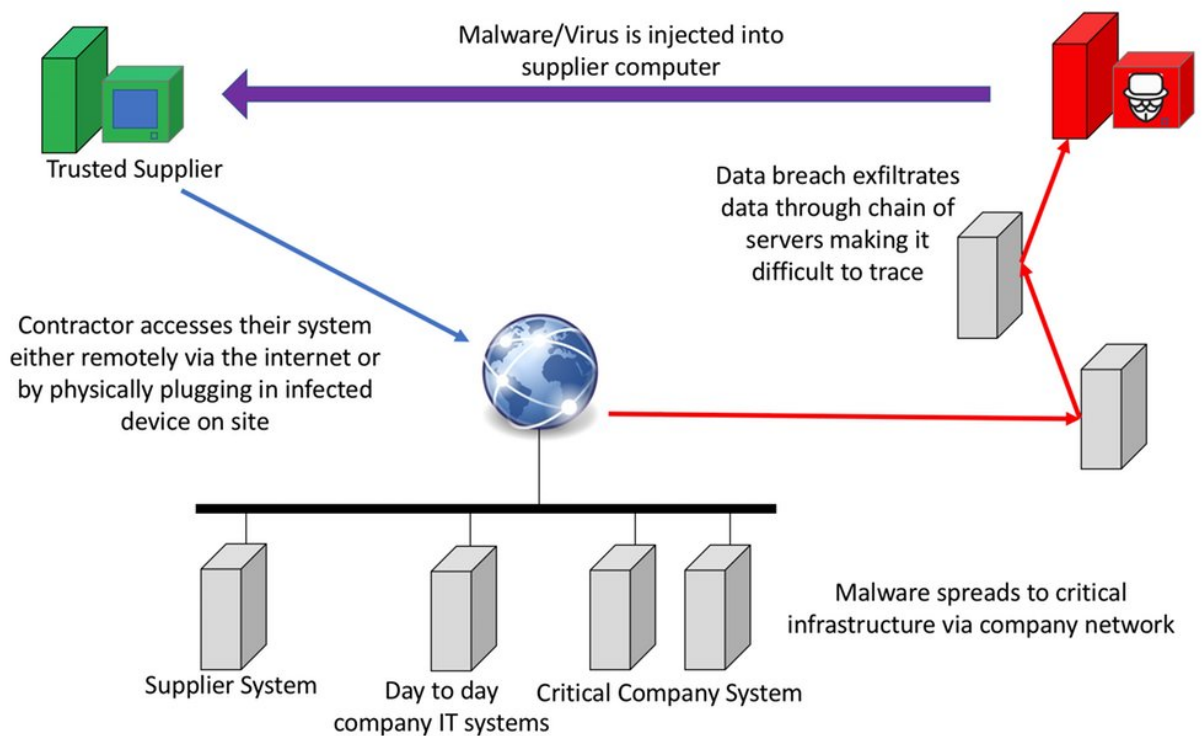 Malware/Virus is injected into
supplier computer
Trusted Supplier
Data breach exfiltrates
data through chain of
servers making it
difficult to trace
Contractor accesses their system
either remotely via the internet or
by physically plugging in infected
device on site
Malware spreads to critical
infrastructure via company network
Supplier System
Day to day
company IT systems
Critical Company System